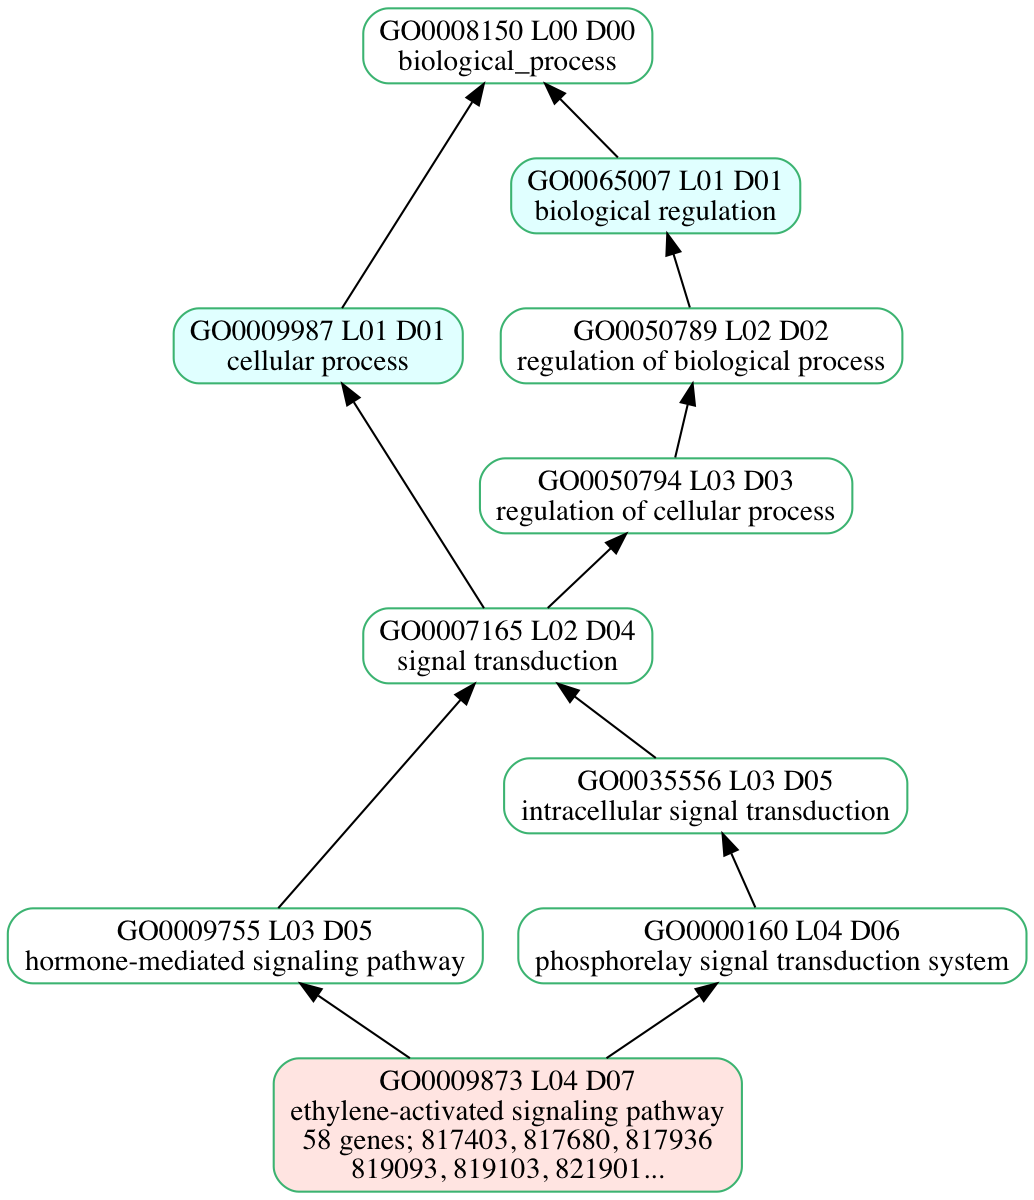 GO0008150 L00 D00
biological_process
GO0065007 L01 D01
biological regulation
GO0009987 L01 D01
cellular process
GO0050789 L02 D02
regulation of biological process
GO0050794 L03 D03
regulation of cellular process
GO0007165 L02 D04
signal transduction
GO0035556 L03 D05
intracellular signal transduction
GO0009755 L03 D05
hormone-mediated signaling pathway
GO0000160 L04 D06
phosphorelay signal transduction system
GO0009873 L04 D07
ethylene-activated signaling pathway
58 genes; 817403, 817680, 817936
819093, 819103, 821901...